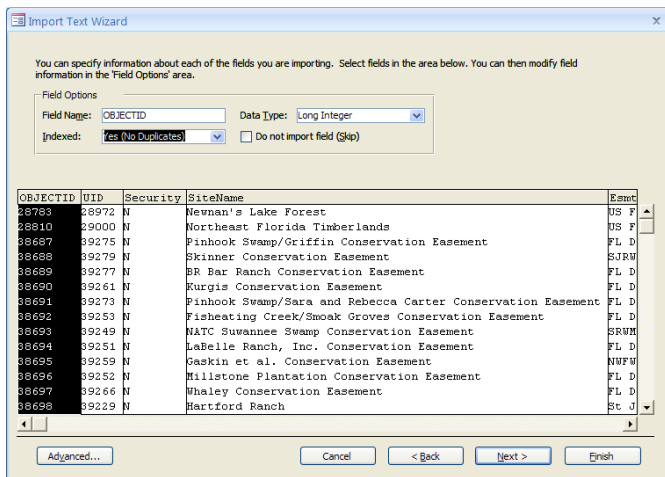 Import Text Wizard
You can specify information about each of the fields you are importing. Select fields in the area below. You can then modify field
information in the 'Field Options' area.
Field Options
Field Name: OBJECTID Data Type: Long Integer
Indexed: Yes (No Duplicates) Do not import field (Skip)
OBJECTID UID Security SiteName Esmt
28783 28972 N Newnan's Lake Forest US F
28810 29000 N Northeast Florida Timberlands US F
38687 39275 N Pinhook Swamp/Griffin Conservation Easement FL D
38688 39279 N Skinner Conservation Easement SJRW
38689 39277 N BR Bar Ranch Conservation Easement FL D
38690 39261 N Kurgis Conservation Easement FL D
38691 39273 N Pinhook Swamp/Sara and Rebecca Carter Conservation Easement FL D
38692 39253 N Fisheating Creek/Smoak Groves Conservation Easement FL D
38693 39249 N NATC Suwannee Swamp Conservation Easement SRWM
38694 39251 N LaBelle Ranch, Inc. Conservation Easement FL D
38695 39259 N Gaskin et al. Conservation Easement NWFW
38696 39252 N Millstone Plantation Conservation Easement FL D
38697 39266 N Whaley Conservation Easement FL D
38698 39229 N Hartford Ranch St J
Advanced... Cancel < Back Next > Finish